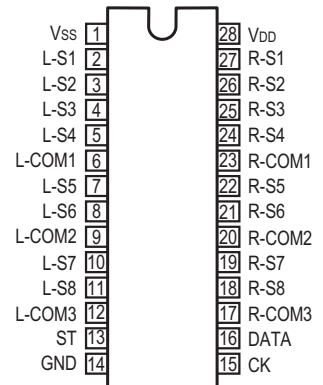 Vss 1 28 VDD
L-S1 2 27 R-S1
L-S2 3 26 R-S2
L-S3 4 25 R-S3
L-S4 5 24 R-S4
L-COM1 6 23 R-COM1
L-S5 7 22 R-S5
L-S6 8 21 R-S6
L-COM2 9 20 R-COM2
L-S7 10 19 R-S7
L-S8 11 18 R-S8
L-COM3 12 17 R-COM3
ST 13 16 DATA
GND 14 15 CK